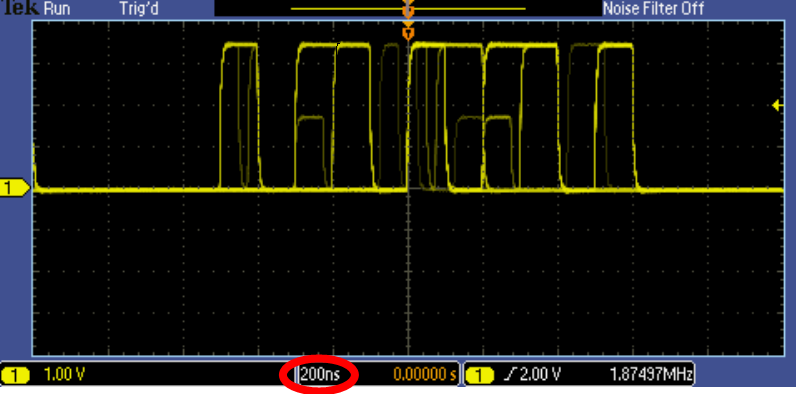 Tek Run Trig'd Noise Filter Off
T
T
1
1 1.00 V 200ns 0.00000 s 1 2.00 V 1.87497MHz